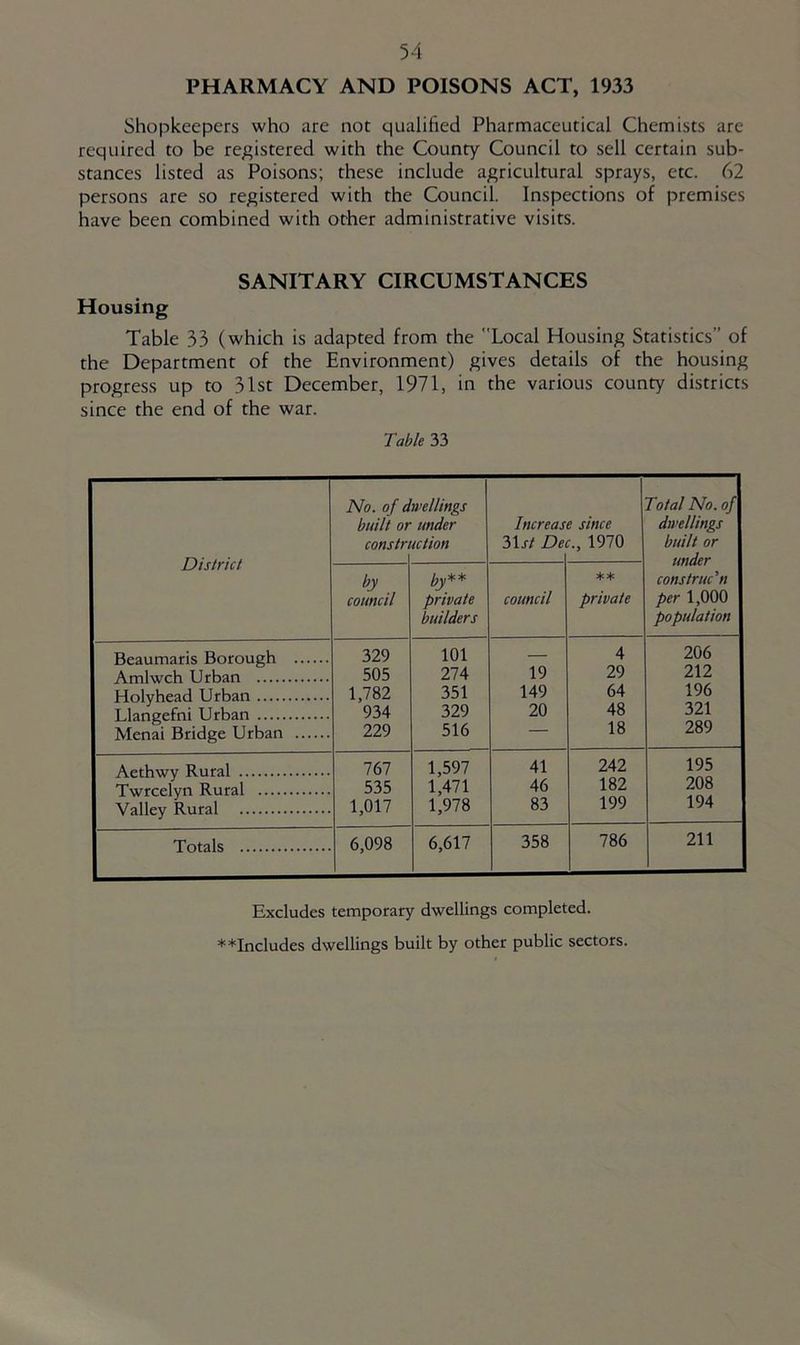 54
PHARMACY AND POISONS ACT, 1933
Shopkeepers who are not qualified Pharmaceutical Chemists are
required to be registered with the County Council to sell certain sub-
stances listed as Poisons; these include agricultural sprays, etc. 62
persons are so registered with the Council. Inspections of premises
have been combined with other administrative visits.
SANITARY CIRCUMSTANCES
Housing
Table 33 (which is adapted from the "Local Housing Statistics" of
the Department of the Environment) gives details of the housing
progress up to 31st December, 1971, in the various county districts
since the end of the war.
Table 33
District
No. of dwellings
built or under
construction
Increase since
31st Dec., 1970
Total No. of
dwellings
built or
under
construc'n
per 1,000
population
by
council
by**
private
builders
council
**
private
Beaumaris Borough ...... 329 101 — 4 206
Amlwch Urban ............ 505 274 19 29 212
Holyhead Urban ............ 1,782 351 149 64 196
Llangefni Urban ............ 934 329 20 48 321
Menai Bridge Urban ...... 229 516 — 18 289
Aethwy Rural ............... 767 1,597 41 242 195
Twrcelyn Rural ............ 535 1,471 46 182 208
Valley Rural ............... 1,017 1,978 83 199 194
Totals ............... 6,098 6,617 358 786 211
Excludes temporary dwellings completed.
**Includes dwellings built by other public sectors.